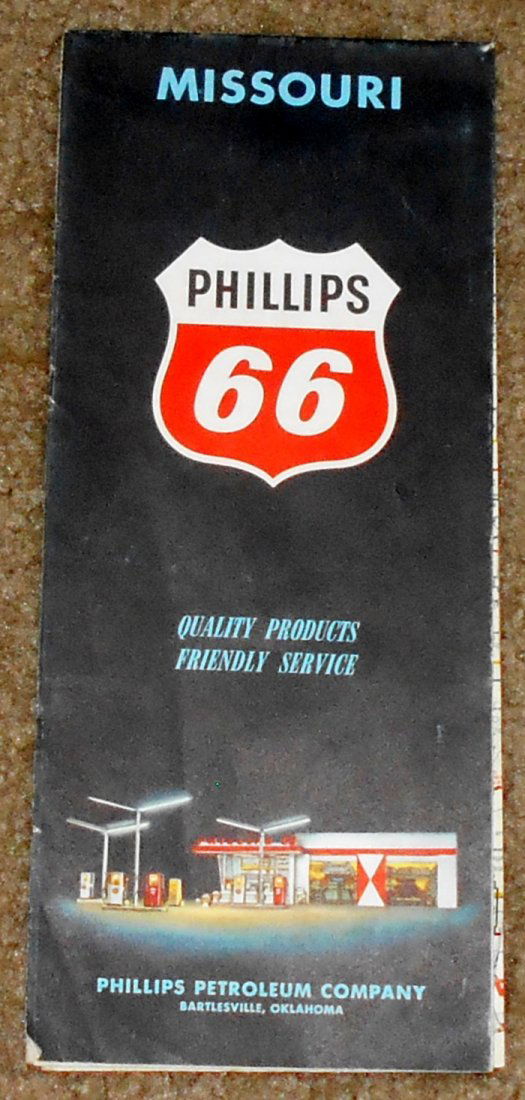 MISSOURI
PHILLIPS
66
QUALITY PRODUCTS
FRIENDLY SERVICE
PHILLIPS PETROLEUM COMPANY
BARTLESVILLE, OKLAHOMA